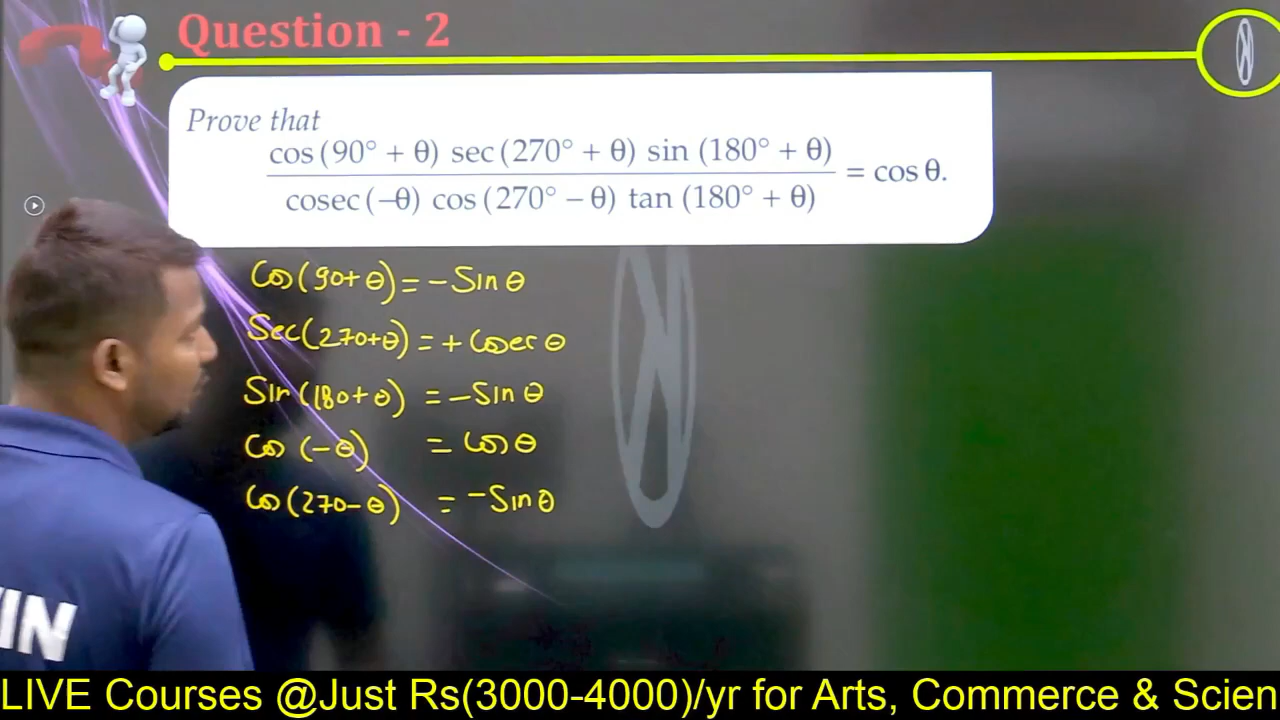 Question - 2
Prove that
cos (90° + θ) sec (270° + θ) sin (180° + θ)
cosec (–θ) cos (270° – θ) tan (180° + θ)
= cos θ.
Cos(90+θ) = -Sinθ
Sec(270+θ) = + Cosec θ
Sin(180+θ) = -Sinθ
Cos (-θ) = Cosθ
Cos(270-θ) = -Sinθ
IN
LIVE Courses @Just Rs(3000-4000)/yr for Arts, Commerce & Scien